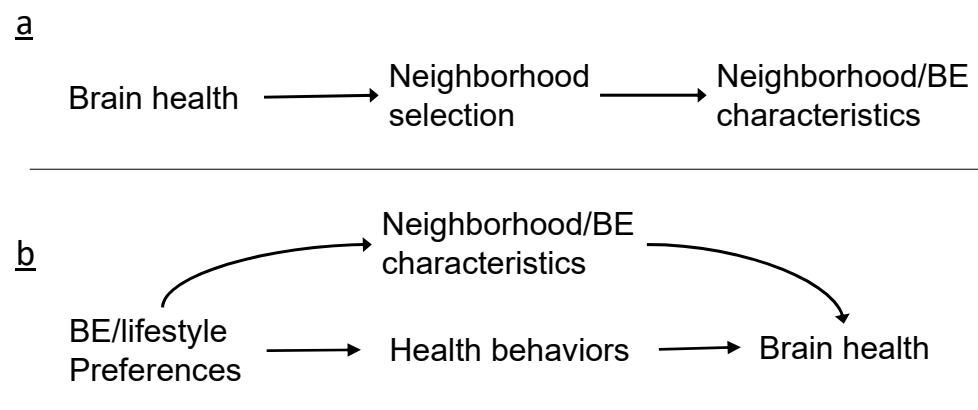 a
Brain health
Neighborhood
selection
Neighborhood/BE
characteristics
b
Neighborhood/BE
characteristics
BE/lifestyle
Preferences
Health behaviors
Brain health